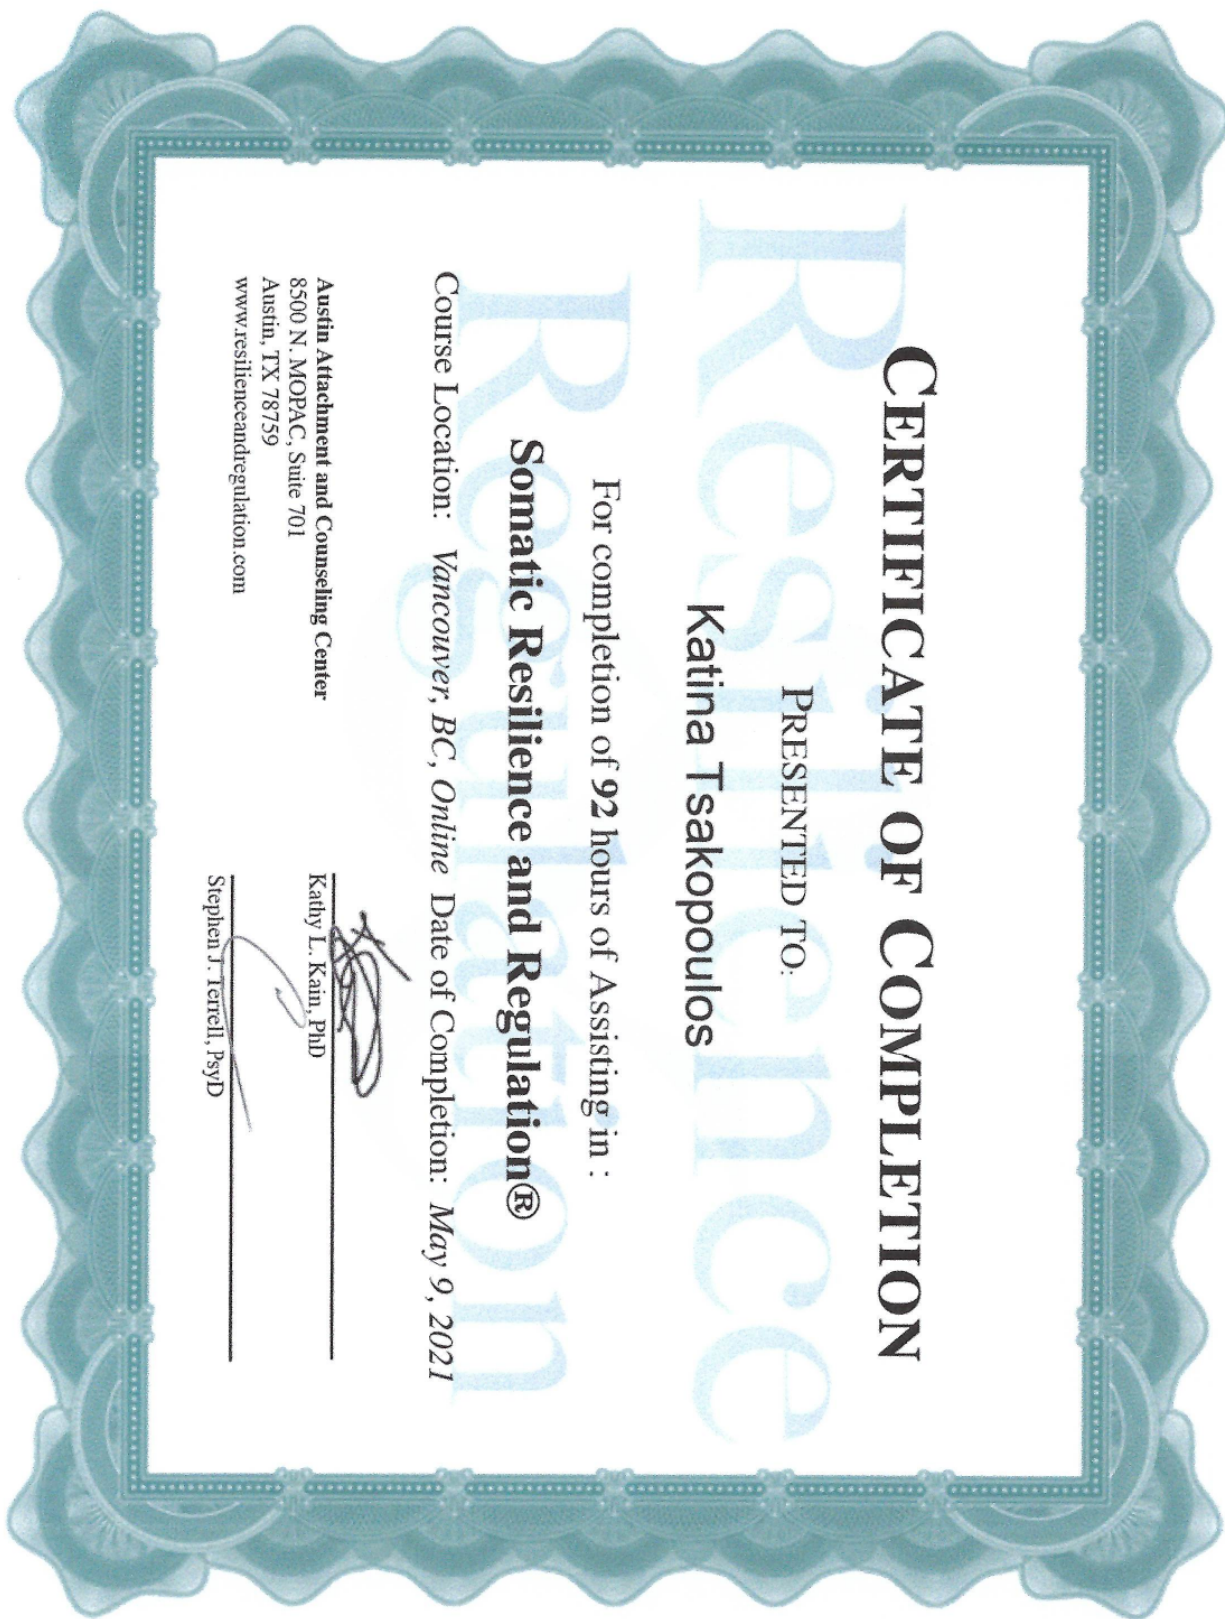 CERTIFICATE OF COMPLETION
PRESENTED TO:
Katina Tsakopoulos
For completion of 92 hours of Assisting in :
Somatic Resilience and Regulation®
Course Location: Vancouver, BC, Online Date of Completion: May 9, 2021
Austin Attachment and Counseling Center
8500 N. MOPAC, Suite 701
Austin, TX 78759
www.resilienceandregulation.com
Kathy L. Kain, PhD
Stephen J. Terrell, PsyD
Resilience
Regulation